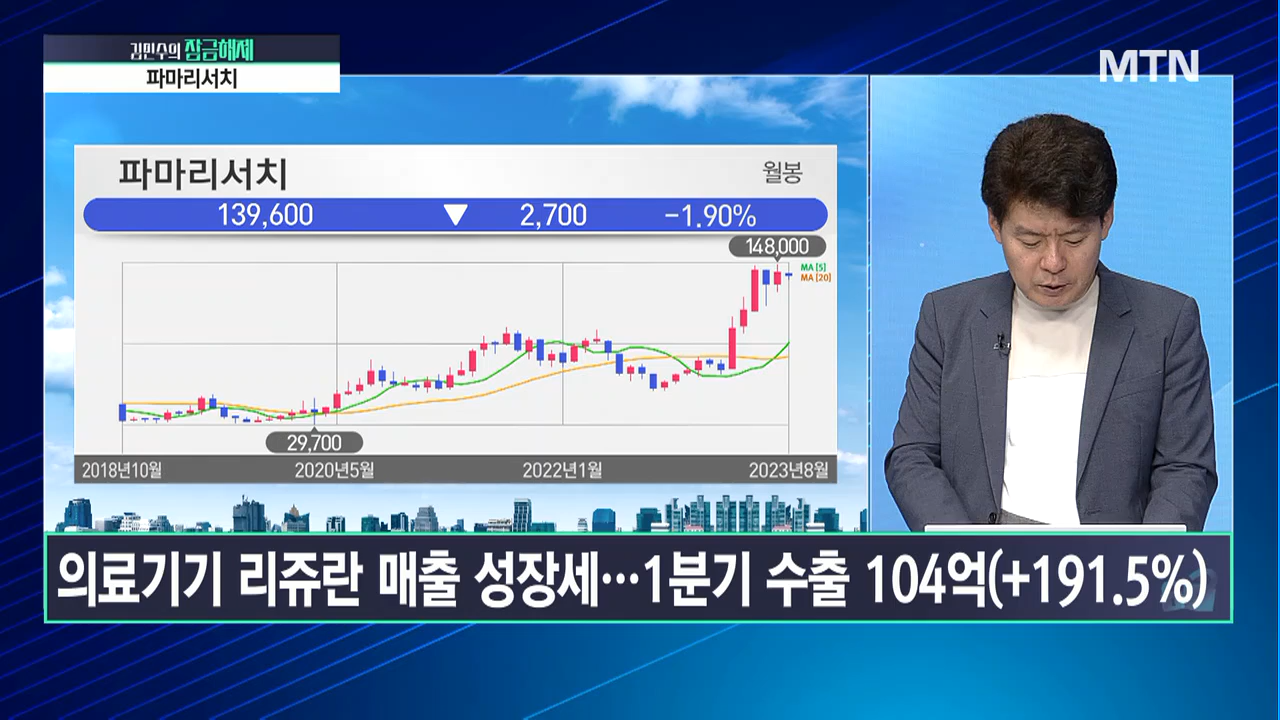 김민수의 잠금해제
MTN
파마리서치
파마리서치
월봉
139,600 ▼ 2,700 -1.90%
148,000
MA [5]
MA [20]
29,700
2018년10월 2020년5월 2022년1월 2023년8월
의료기기 리쥬란 매출 성장세…1분기 수출 104억(+191.5%)